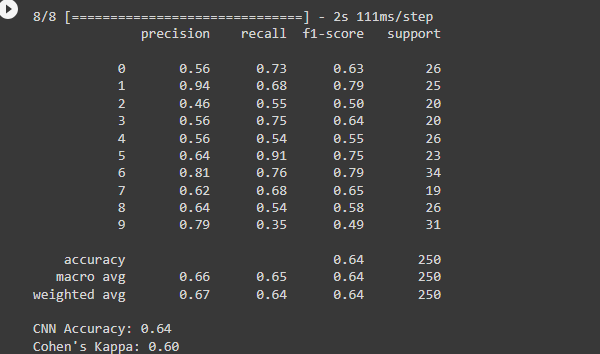 8/8 [==============================] - 2s 111ms/step
precision recall f1-score support
0 0.56 0.73 0.63 26
1 0.94 0.68 0.79 25
2 0.46 0.55 0.50 20
3 0.56 0.75 0.64 20
4 0.56 0.54 0.55 26
5 0.64 0.91 0.75 23
6 0.81 0.76 0.79 34
7 0.62 0.68 0.65 19
8 0.64 0.54 0.58 26
9 0.79 0.35 0.49 31
accuracy 0.64 250
macro avg 0.66 0.65 0.64 250
weighted avg 0.67 0.64 0.64 250
CNN Accuracy: 0.64
Cohen's Kappa: 0.60